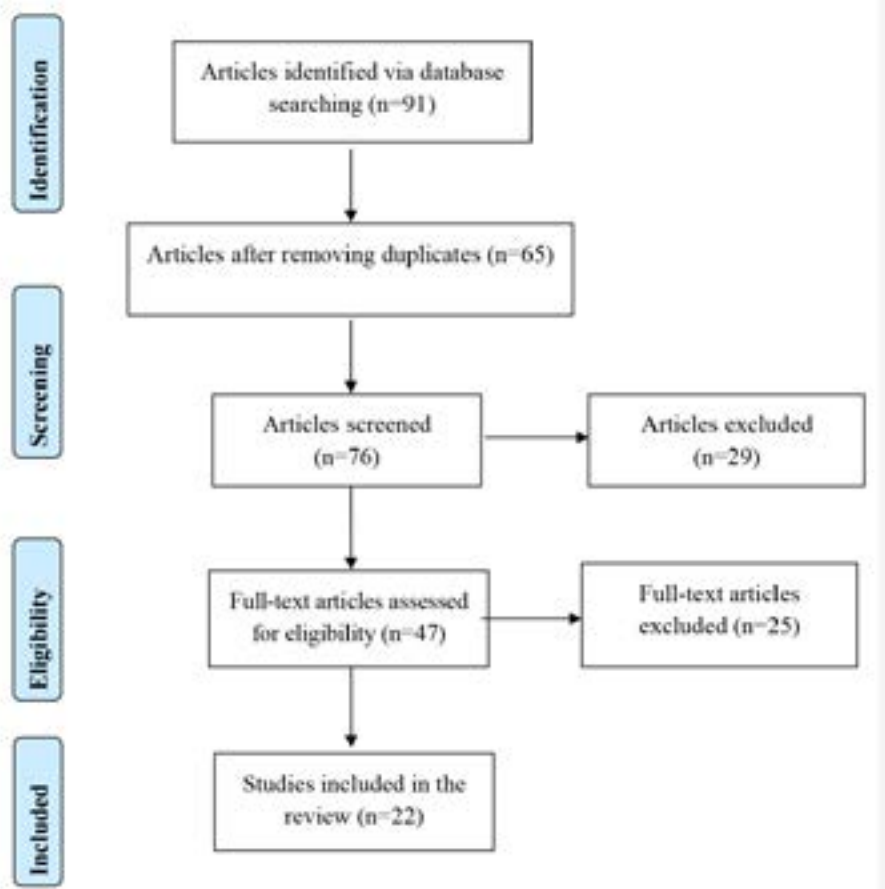 Identification
Articles identified via database
searching (n=91)
Articles after removing duplicates (n=65)
Screening
Articles screened
(n=76)
Articles excluded
(n=29)
Eligibility
Full-text articles assessed
for eligibility (n=47)
Full-text articles
excluded (n=25)
Included
Studies included in the
review (n=22)